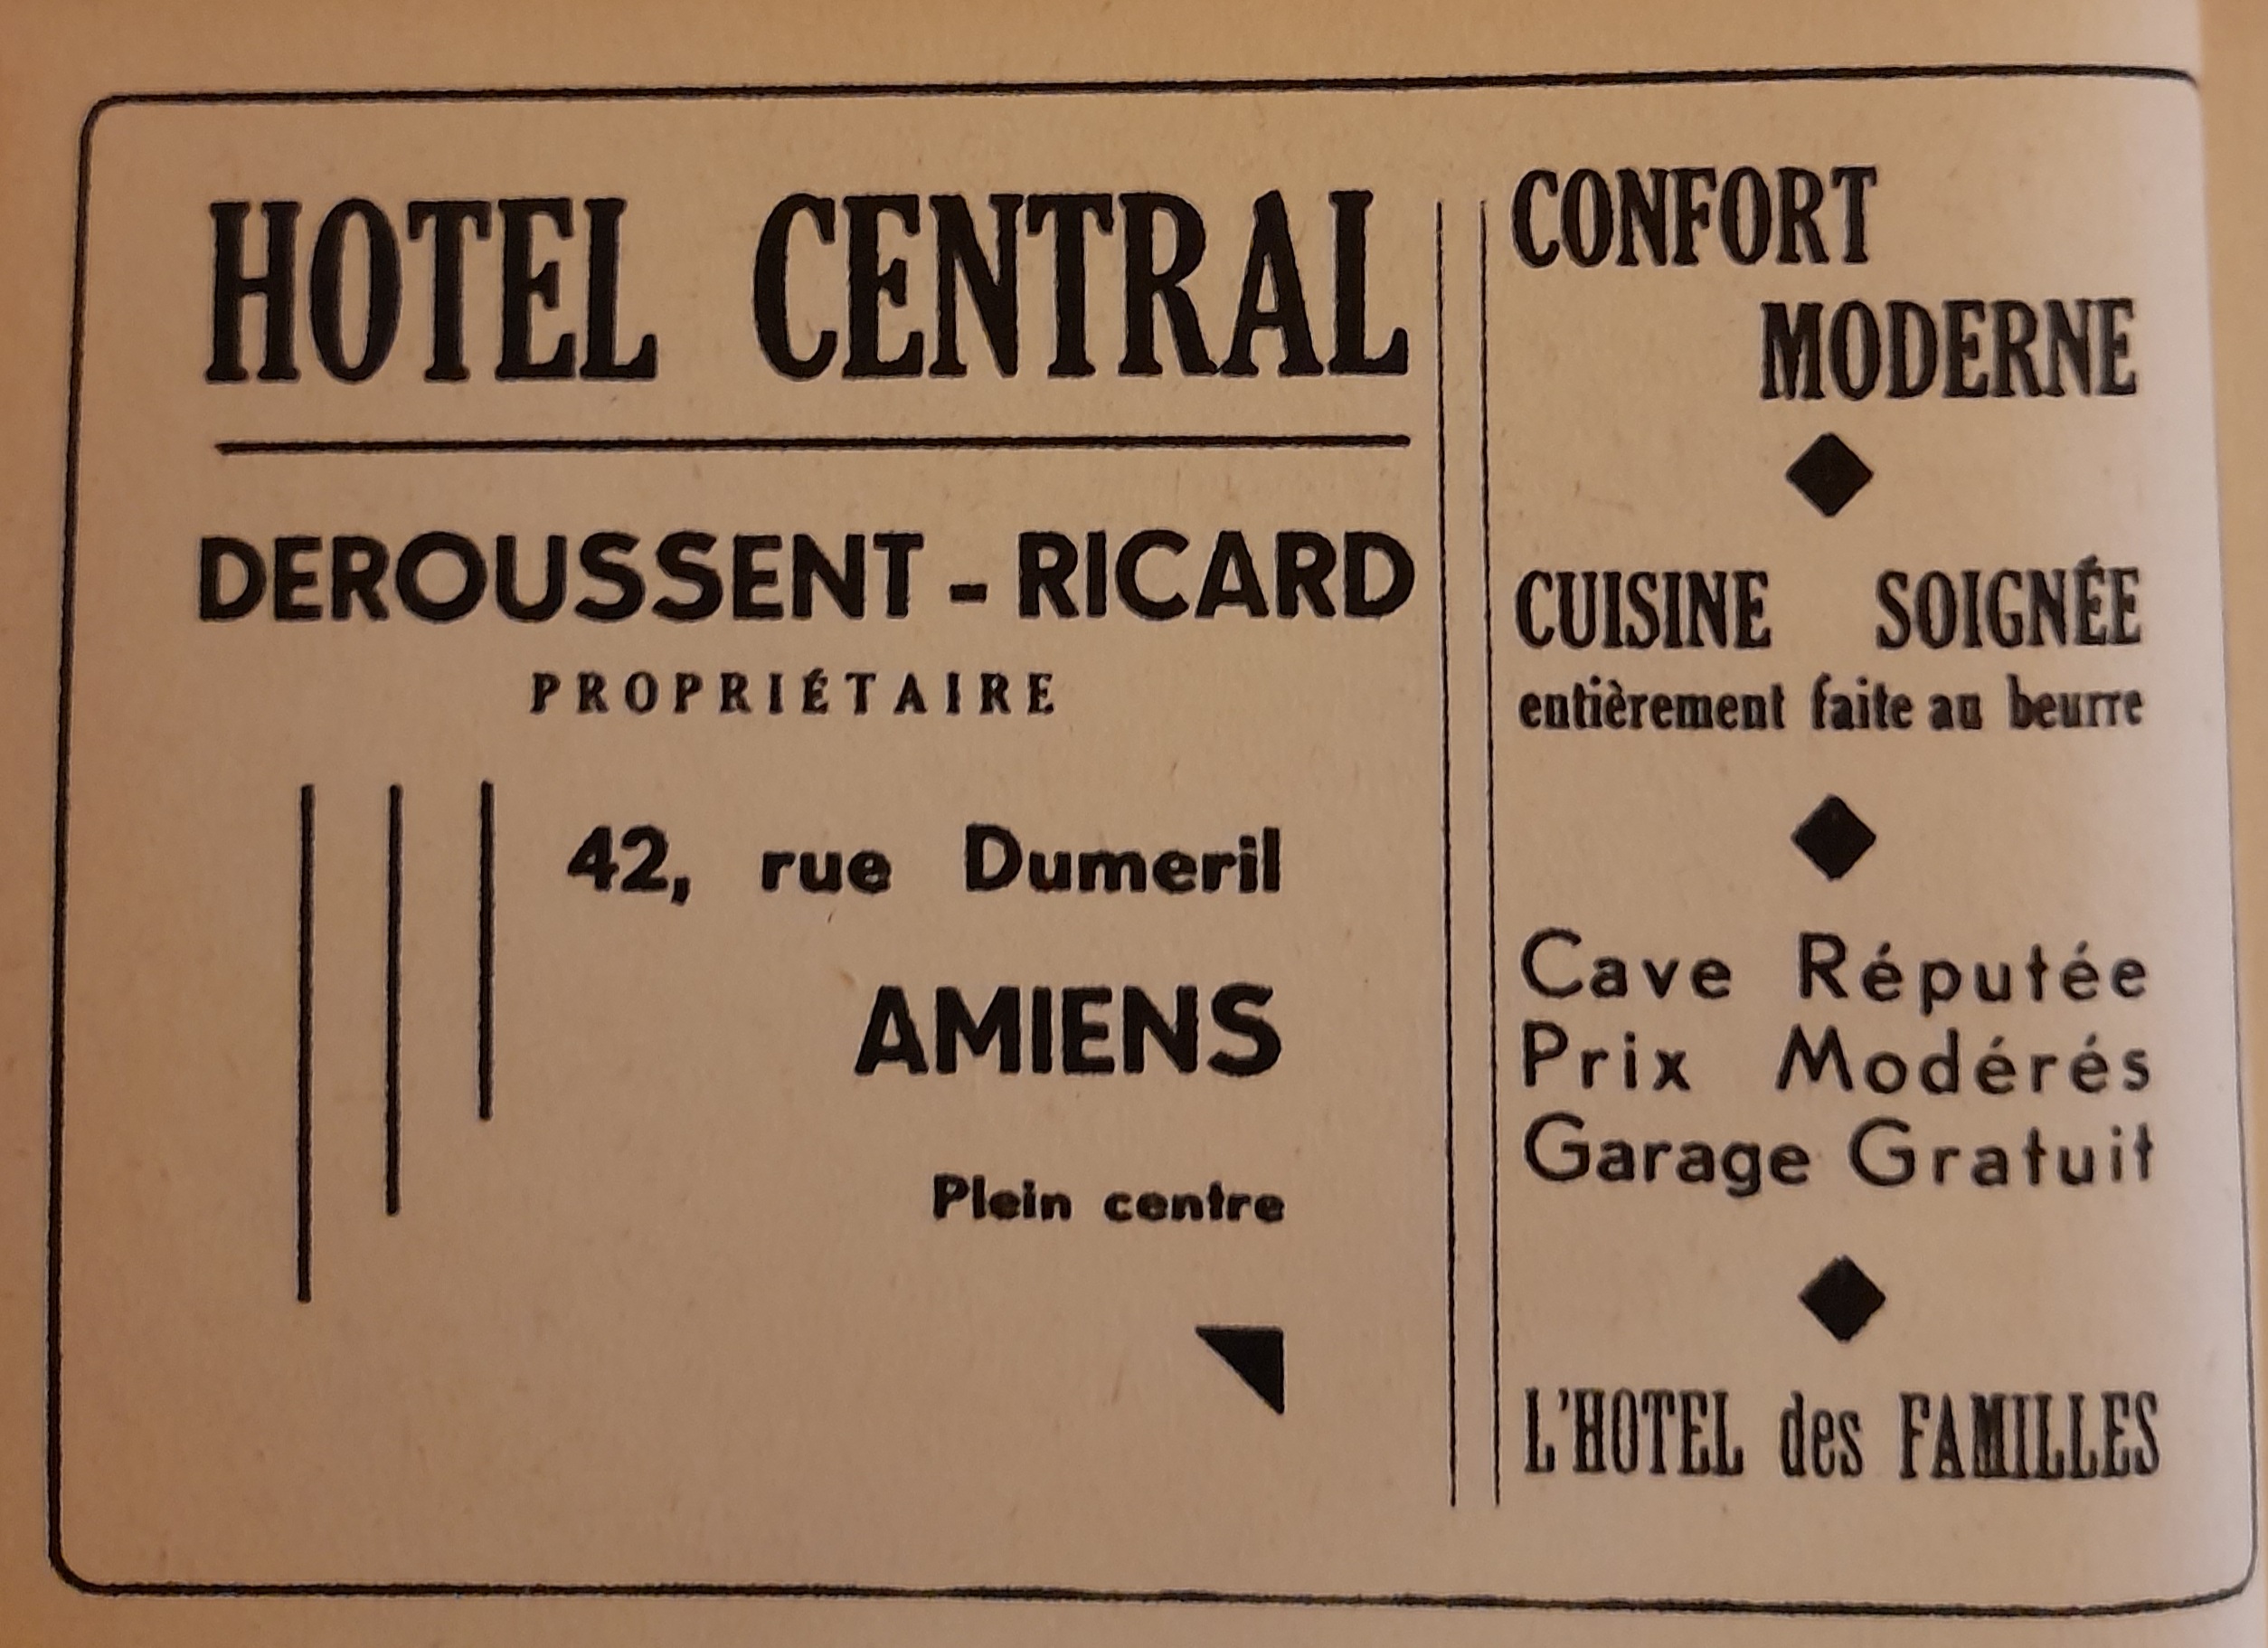 HOTEL CENTRAL
DEROUSSENT - RICARD
PROPRIÉTAIRE
42, rue Dumeril
AMIENS
Plein centre
CONFORT
MODERNE
CUISINE SOIGNÉE
entièrement faite au beurre
Cave Réputée
Prix Modérés
Garage Gratuit
L'HOTEL des FAMILLES